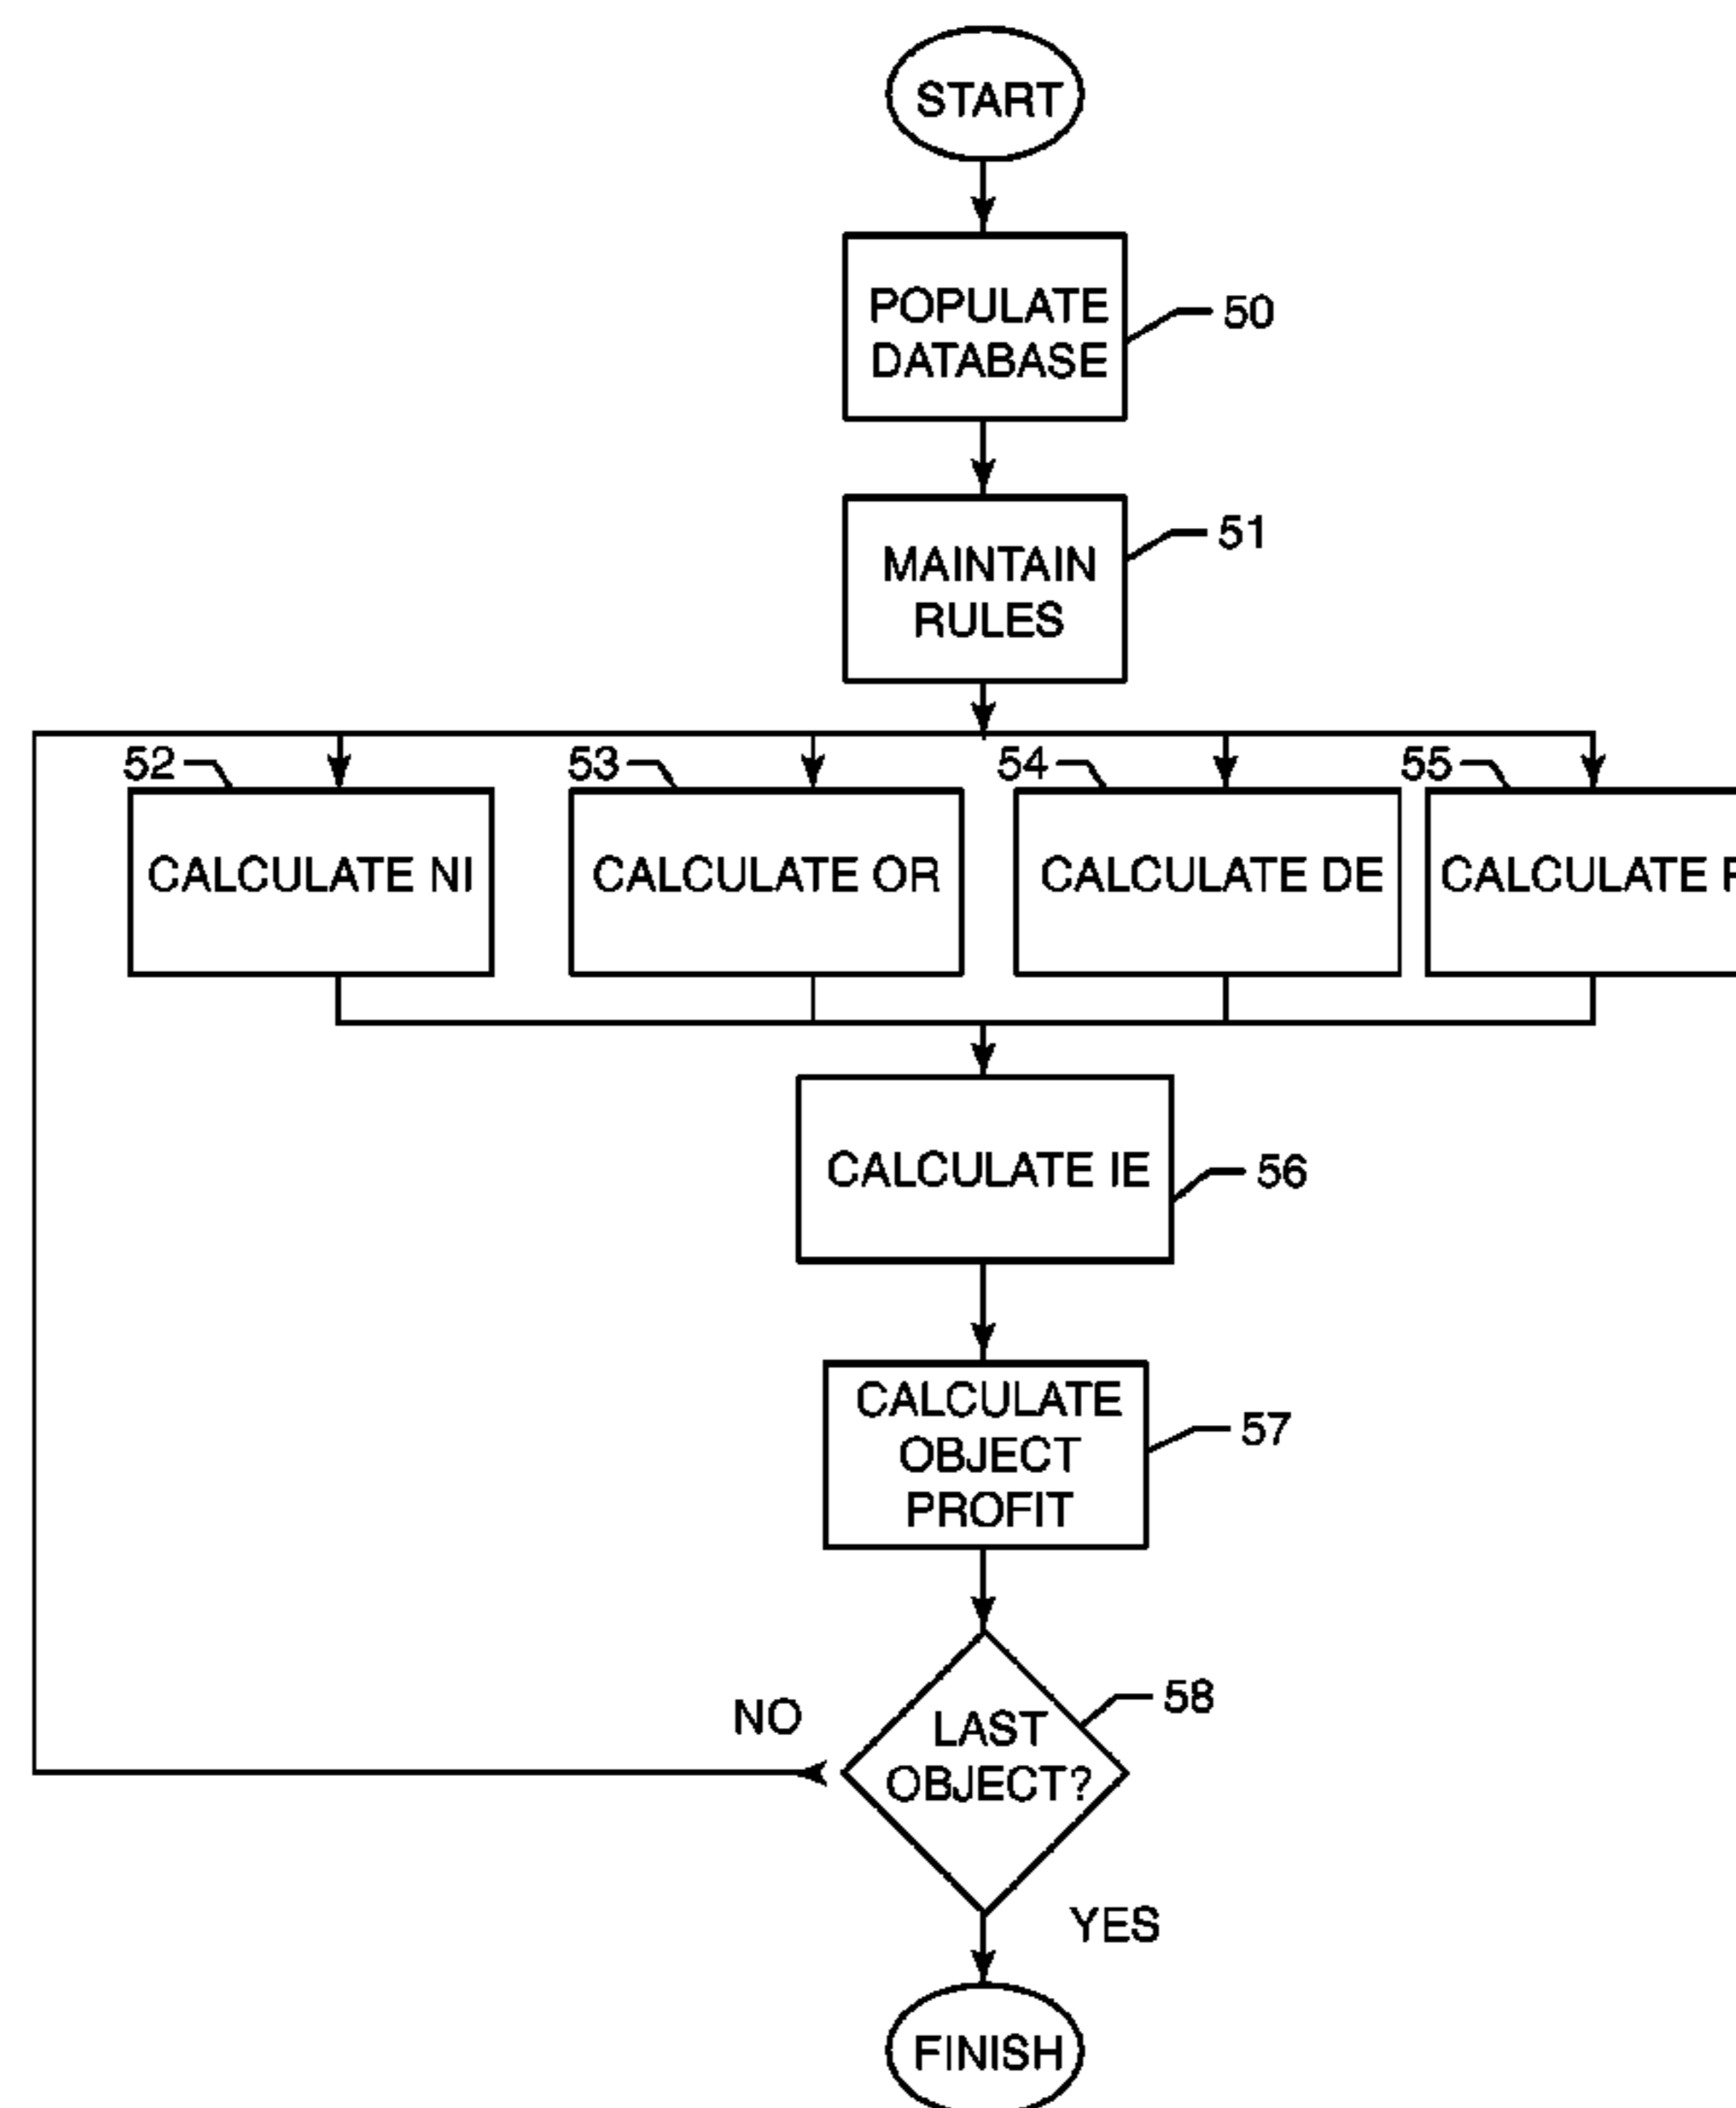 START
POPULATE
DATABASE
50
MAINTAIN
RULES
51
52
53
54
55
CALCULATE NI
CALCULATE OR
CALCULATE DE
CALCULATE
CALCULATE IE
56
CALCULATE
OBJECT
PROFIT
57
LAST
OBJECT?
58
NO
YES
FINISH